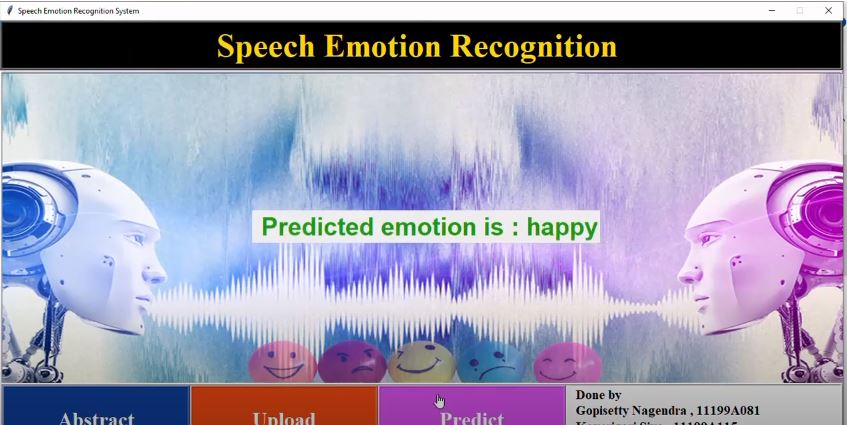 Speech Emotion Recognition System
Speech Emotion Recognition
Predicted emotion is : happy
Abstract
Upload
Predict
Done by
Gopisetty Nagendra , 11199A081